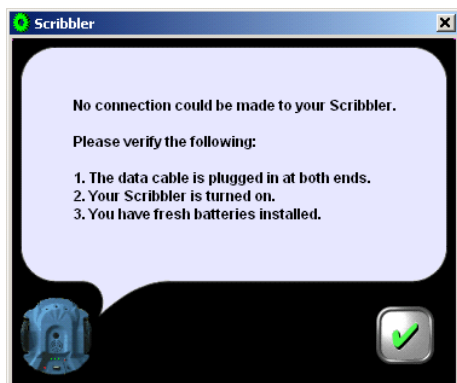 Scribbler
No connection could be made to your Scribbler.
Please verify the following:
1. The data cable is plugged in at both ends.
2. Your Scribbler is turned on.
3. You have fresh batteries installed.